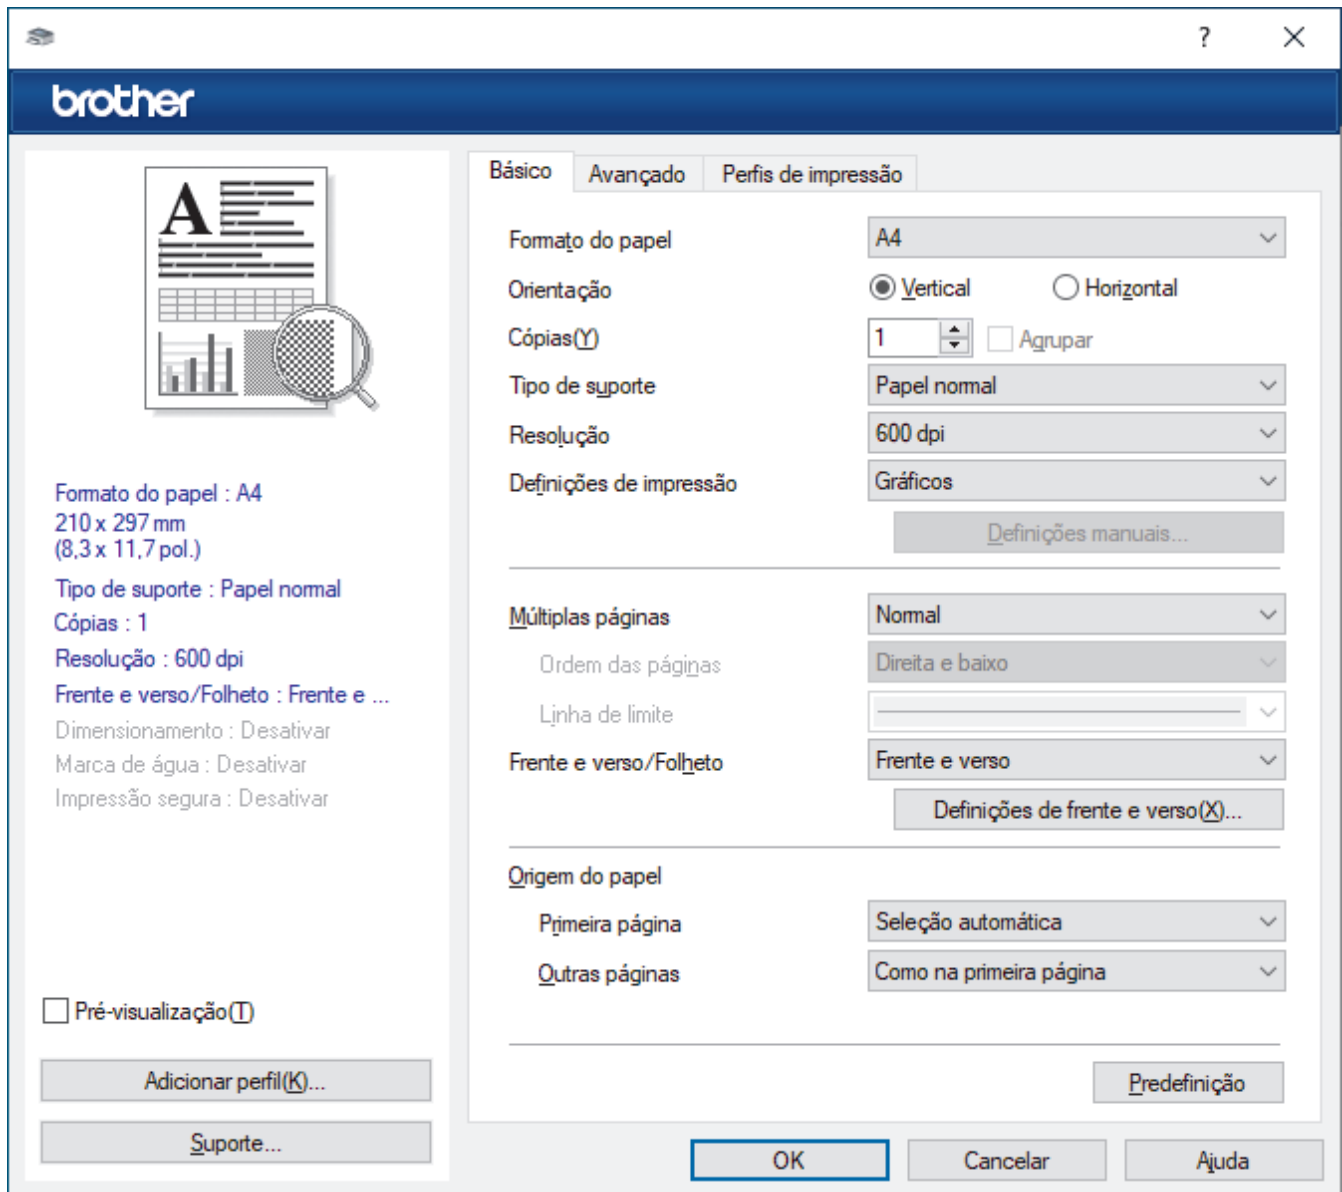 ?
brother
A
Formato do papel : A4
210 x 297 mm
(8,3 x 11,7 pol.)
Tipo de suporte : Papel normal
Cópias : 1
Resolução : 600 dpi
Frente e verso/Folheto : Frente e ...
Dimensionamento : Desativar
Marca de água : Desativar
Impressão segura : Desativar
Pré-visualização(T)
Adicionar perfil(K)...
Suporte...
Básico Avançado Perfis de impressão
Formato do papel A4
Orientação Vertical Horizontal
Cópias(Y) 1 Agrupar
Tipo de suporte Papel normal
Resolução 600 dpi
Definições de impressão Gráficos
Definições manuais...
Múltiplas páginas Normal
Ordem das páginas Direita e baixo
Linha de limite
Frente e verso/Folheto Frente e verso
Definições de frente e verso(X)...
Origem do papel
Primeira página Seleção automática
Outras páginas Como na primeira página
Predefinição
OK Cancelar Ajuda